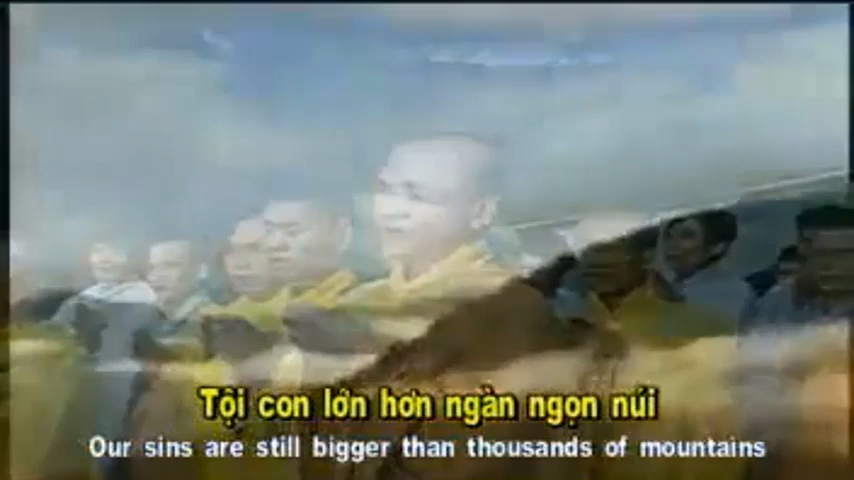 Tội con lớn hơn ngàn ngọn núi
Our sins are still bigger than thousands of mountains